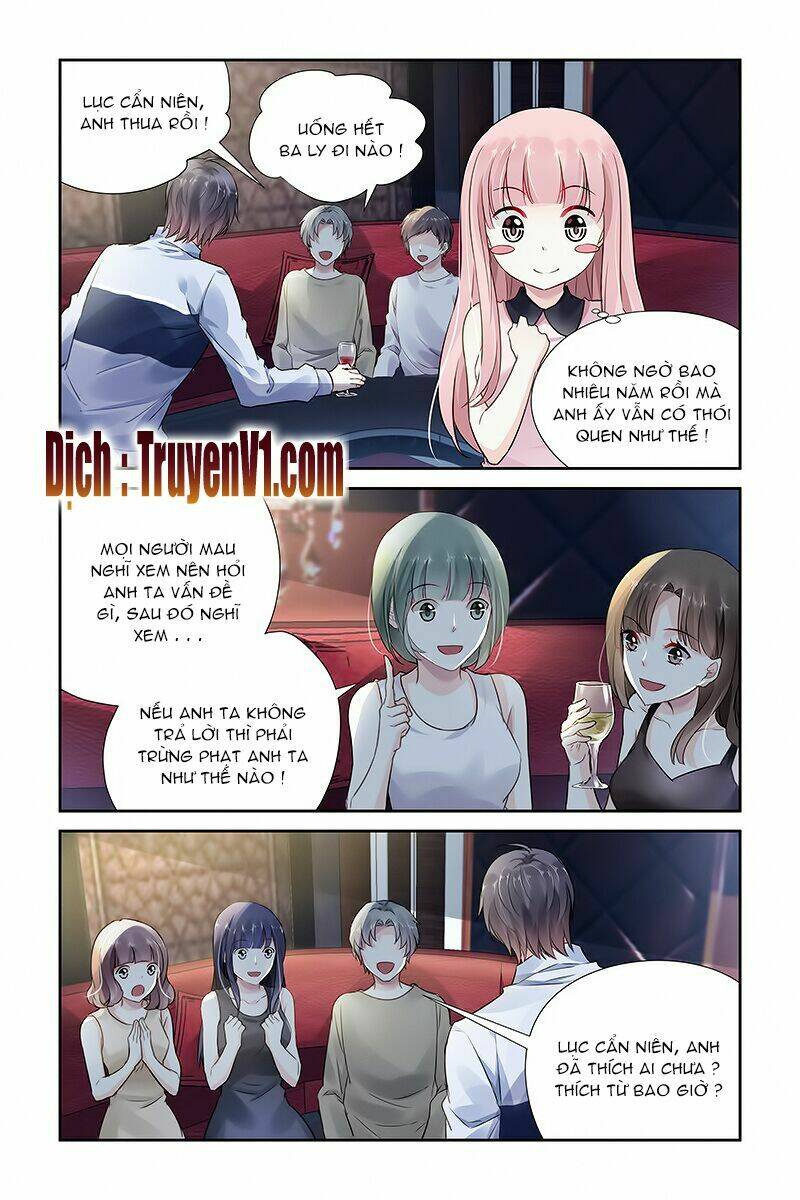 LỤC CẨN NIÊN,
ANH THUA RỒI !
UỐNG HẾT
BA LY ĐI NÀO !
KHÔNG NGỜ BAO
NHIÊU NĂM RỒI MÀ
ANH ẤY VẪN CÓ THÓI
QUEN NHƯ THẾ !
Dịch : TruyenV1.com
MỌI NGƯỜI MAU
NGHĨ XEM NÊN HỎI
ANH TA VẤN ĐỀ
GÌ, SAU ĐÓ NGHĨ
XEM . . .
NẾU ANH TA KHÔNG
TRẢ LỜI THÌ PHẢI
TRỪNG PHẠT ANH TA
NHƯ THẾ NÀO !
LỤC CẨN NIÊN, ANH
ĐÃ THÍCH AI CHƯA ?
THÍCH TỪ BAO GIỜ ?